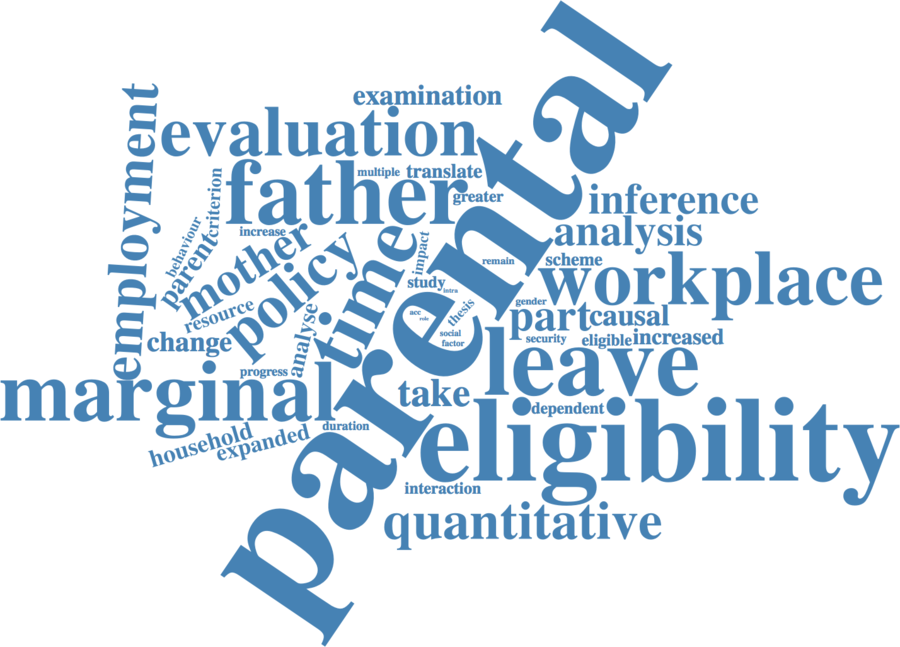 parental
examination
employment
evaluation
father
multiple
translate
greater
criterion
increase
behaviour
parent
mother
policy
time
impact
inference
analysis
remain
scheme
workplace
study
intra
gender
thesis
resource
acc
role
part
causal
change
analyse
social
factor
security
eligible
increased
leave
progress
marginal
take
dependent
eligibility
duration
household
expanded
interaction
quantitative